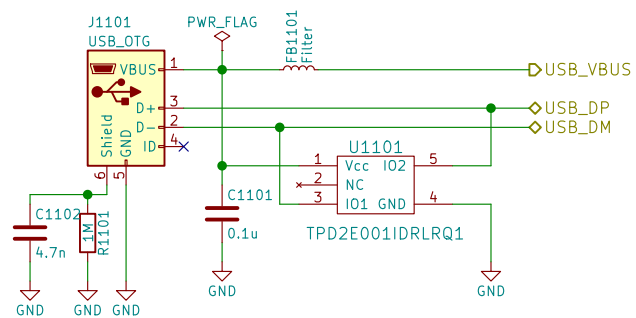 J1101
USB_OTG
PWR_FLAG
FB1101
Filter
VBUS 1
USB_VBUS
D+ 3
USB_DP
D- 2
USB_DM
ID 4
Shield
GND
6
5
U1101
1 Vcc IO2 5
2 NC
3 IO1 GND 4
TPD2E001IDRLRQ1
C1101
0.1u
C1102
4.7n
1M
R1101
GND
GND
GND
GND
GND